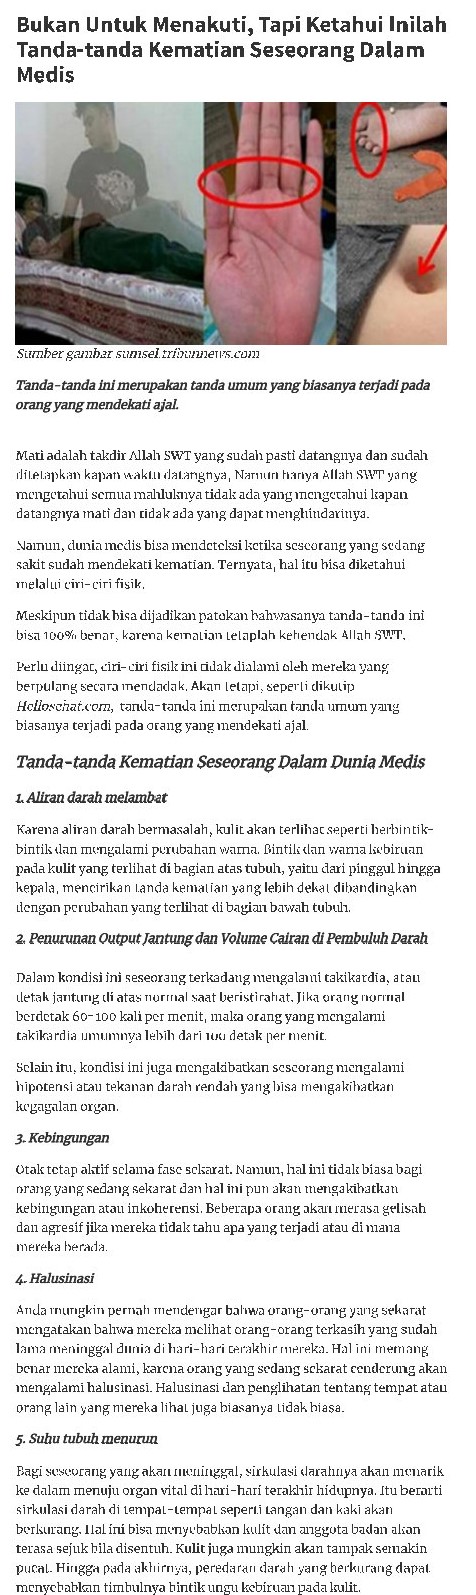 Bukan Untuk Menakuti, Tapi Ketahui Inilah
Tanda-tanda Kematian Seseorang Dalam
Medis
Sumber gambar sumsel.tribunnews.com
Tanda-tanda ini merupakan tanda umum yang biasanya terjadi pada
orang yang mendekati ajal.
Mati adalah takdir Allah SWT yang sudah pasti datangnya dan sudah
ditetapkan kapan waktu datangnya, Namun hanya Allah SWT yang
mengetahui semua mahluknya tidak ada yang mengetahui kapan
datangnya mati dan tidak ada yang dapat menghindarinya.
Namun, dunia medis bisa mendeteksi ketika seseorang yang sedang
sakit sudah mendekati kematian. Ternyata, hal itu bisa diketahui
melalui ciri-ciri fisik.
Meskipun tidak bisa dijadikan patokan bahwasanya tanda-tanda ini
bisa 100% benar, karena kematian tetaplah kehendak Allah SWT.
Perlu diingat, ciri-ciri fisik ini tidak dialami oleh mereka yang
berpulang secara mendadak. Akan tetapi, seperti dikutip
Hellosehat.com, tanda-tanda ini merupakan tanda umum yang
biasanya terjadi pada orang yang mendekati ajal.
Tanda-tanda Kematian Seseorang Dalam Dunia Medis
1. Aliran darah melambat
Karena aliran darah bermasalah, kulit akan terlihat seperti berbintik-
bintik dan mengalami perubahan warna. Bintik dan warna kebiruan
pada kulit yang terlihat di bagian atas tubuh, yaitu dari pinggul hingga
kepala, mencirikan tanda kematian yang lebih dekat dibandingkan
dengan perubahan yang terlihat di bagian bawah tubuh.
2. Penurunan Output Jantung dan Volume Cairan di Pembuluh Darah
Dalam kondisi ini seseorang terkadang mengalami takikardia, atau
detak jantung di atas normal saat beristirahat. Jika orang normal
berdetak 60-100 kali per menit, maka orang yang mengalami
takikardia umumnya lebih dari 100 detak per menit.
Selain itu, kondisi ini juga mengakibatkan seseorang mengalami
hipotensi atau tekanan darah rendah yang bisa mengakibatkan
kegagalan organ.
3. Kebingungan
Otak tetap aktif selama fase sekarat. Namun, hal ini tidak biasa bagi
orang yang sedang sekarat dan hal ini pun akan mengakibatkan
kebingungan atau inkoherensi. Beberapa orang akan merasa gelisah
dan agresif jika mereka tidak tahu apa yang terjadi atau di mana
mereka berada.
4. Halusinasi
Anda mungkin pernah mendengar bahwa orang-orang yang sekarat
mengatakan bahwa mereka melihat orang-orang terkasih yang sudah
lama meninggal dunia di hari-hari terakhir mereka. Hal ini memang
benar mereka alami, karena orang yang sedang sekarat cenderung akan
mengalami halusinasi. Halusinasi dan penglihatan tentang tempat atau
orang lain yang mereka lihat juga biasanya tidak biasa.
5. Suhu tubuh menurun
Bagi seseorang yang akan meninggal, sirkulasi darahnya akan menarik
ke dalam menuju organ vital di hari-hari terakhir hidupnya. Itu berarti
sirkulasi darah di tempat-tempat seperti tangan dan kaki akan
berkurang. Hal ini bisa menyebabkan kulit dan anggota badan akan
terasa sejuk bila disentuh. Kulit juga mungkin akan tampak semakin
pucat. Hingga pada akhirnya, peredaran darah yang berkurang dapat
menyebabkan timbulnya bintik ungu kebiruan pada kulit.